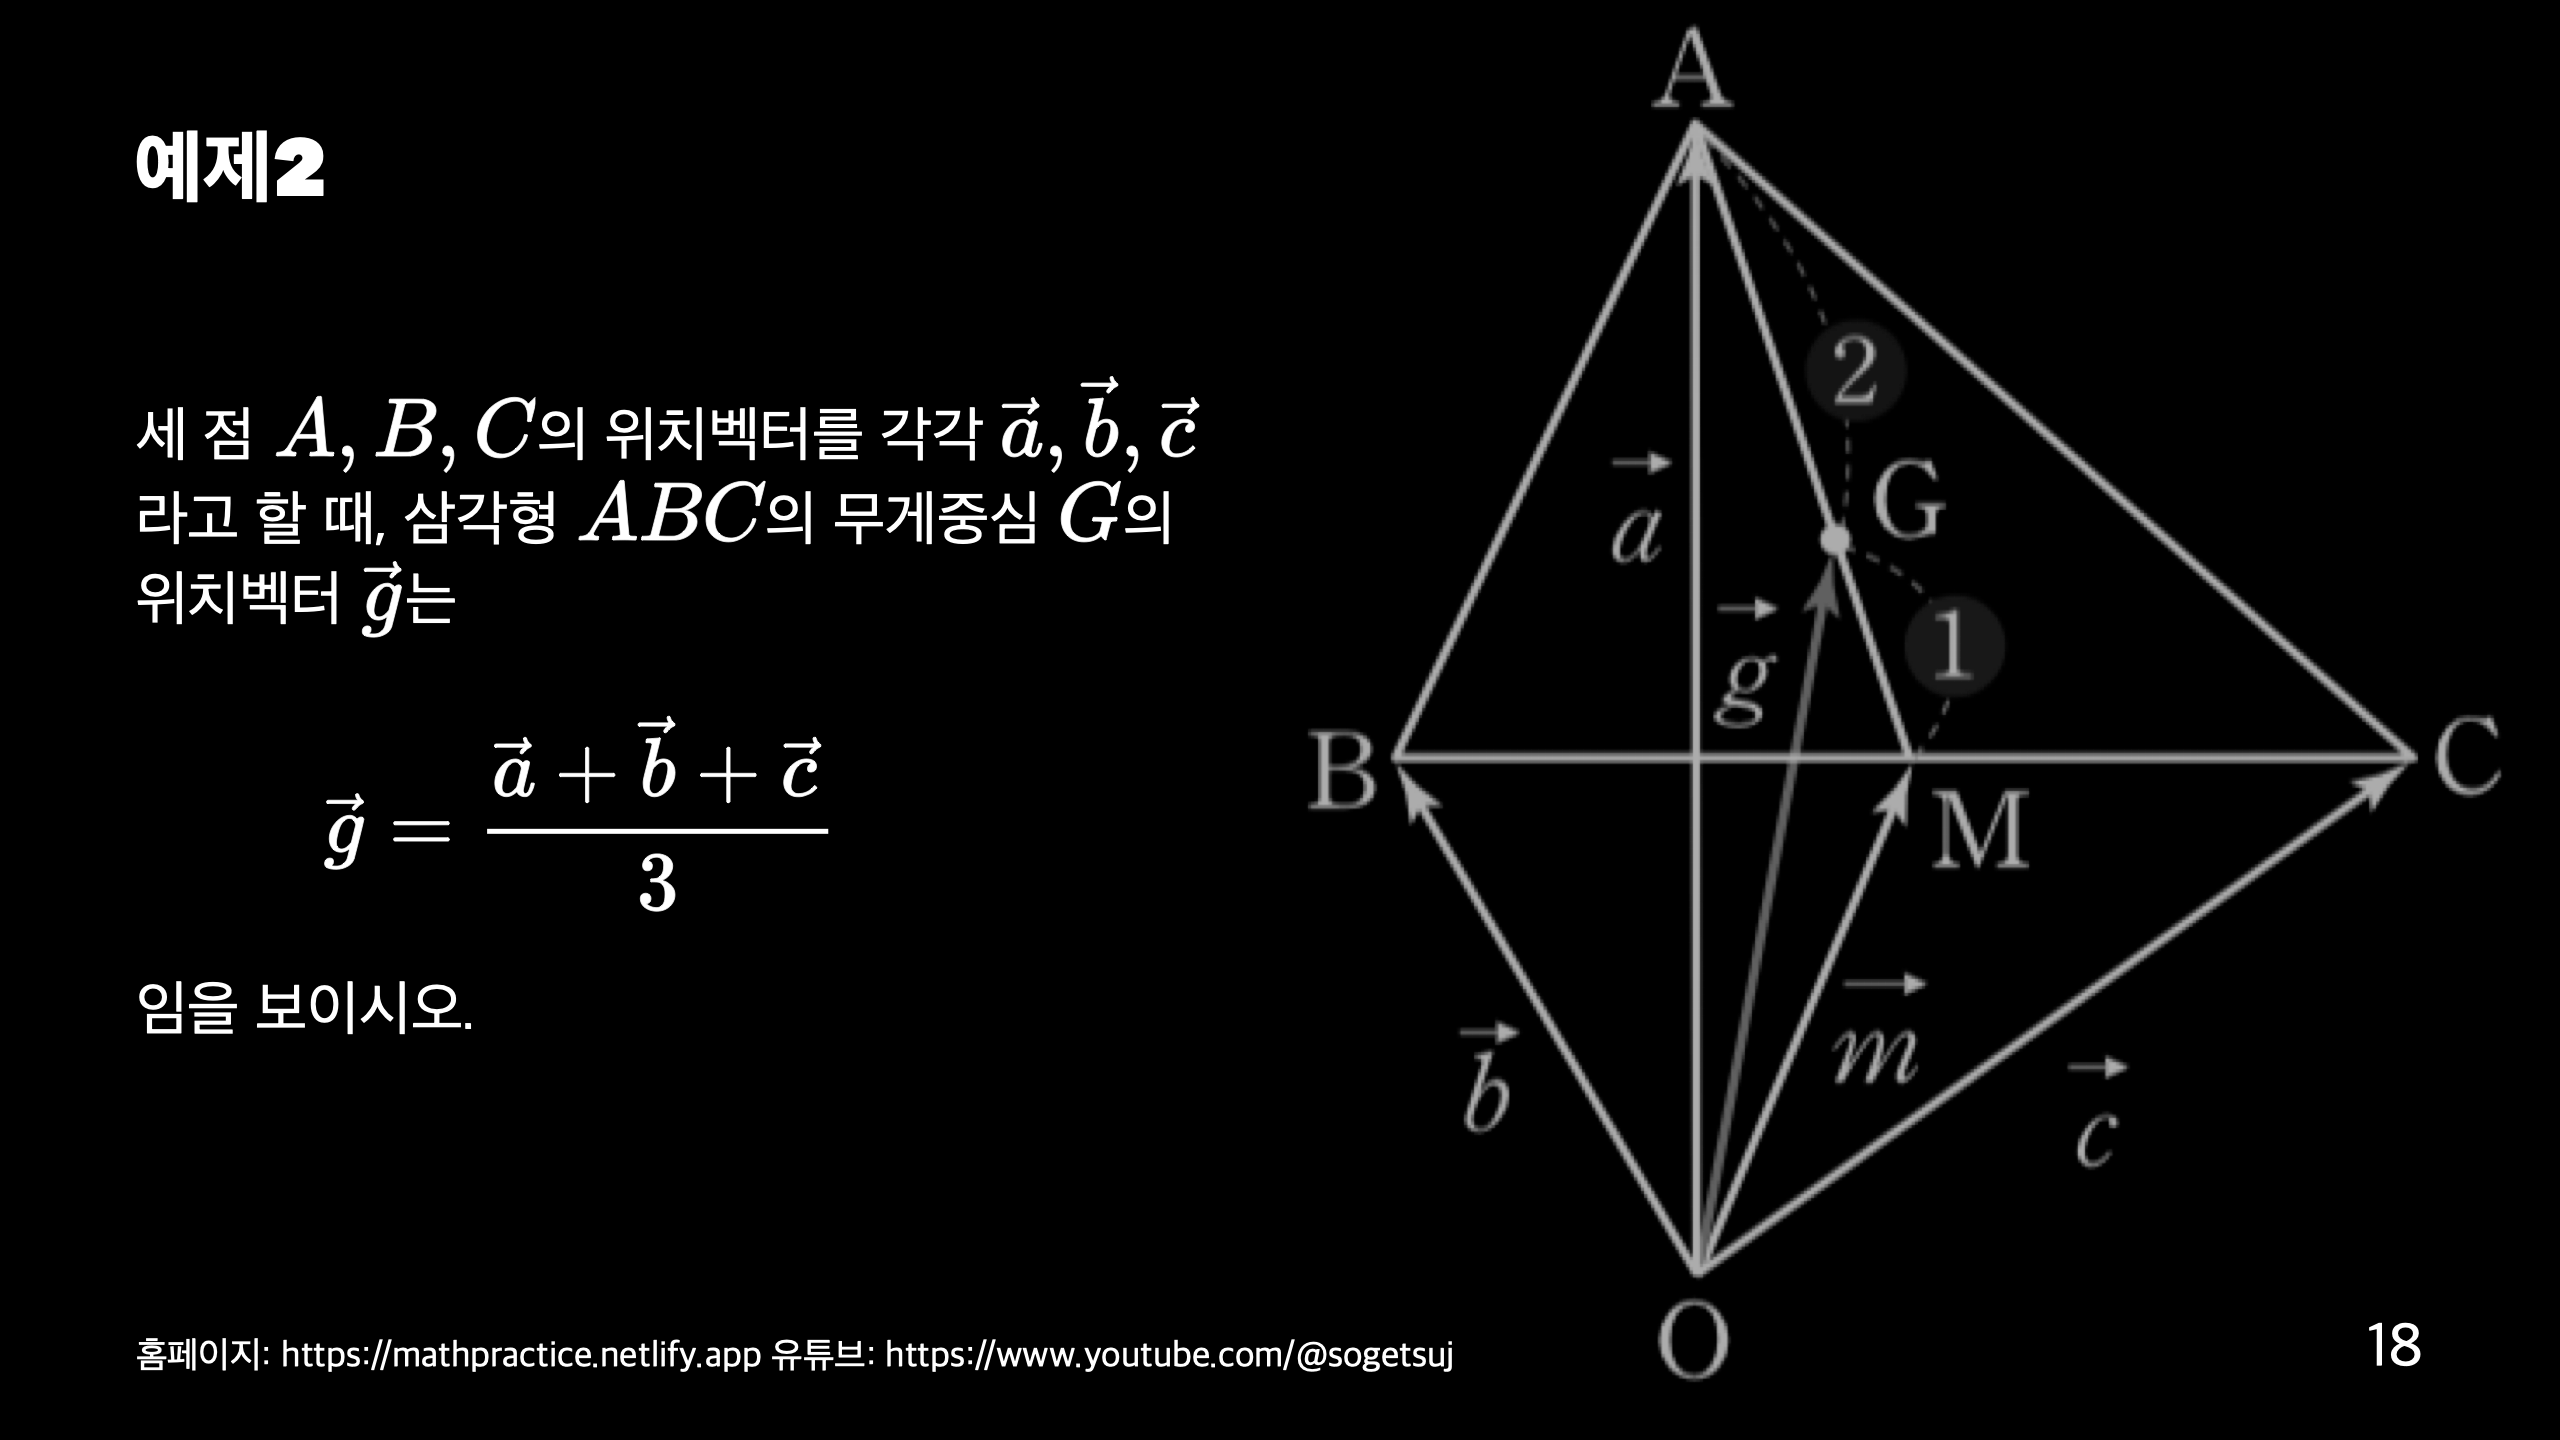 예제2
세 점 $A, B, C$의 위치벡터를 각각 $\vec{a}, \vec{b}, \vec{c}$
라고 할 때, 삼각형 $ABC$의 무게중심 $G$의
위치벡터 $\vec{g}$는
$\vec{g} = \frac{\vec{a} + \vec{b} + \vec{c}}{3}$
임을 보이시오.
A
2
$\vec{a}$
G
$\vec{g}$
1
B
C
M
$\vec{b}$
$\vec{m}$
$\vec{c}$
O
홈페이지: https://mathpractice.netlify.app 유튜브: https://www.youtube.com/@sogetsuj
18